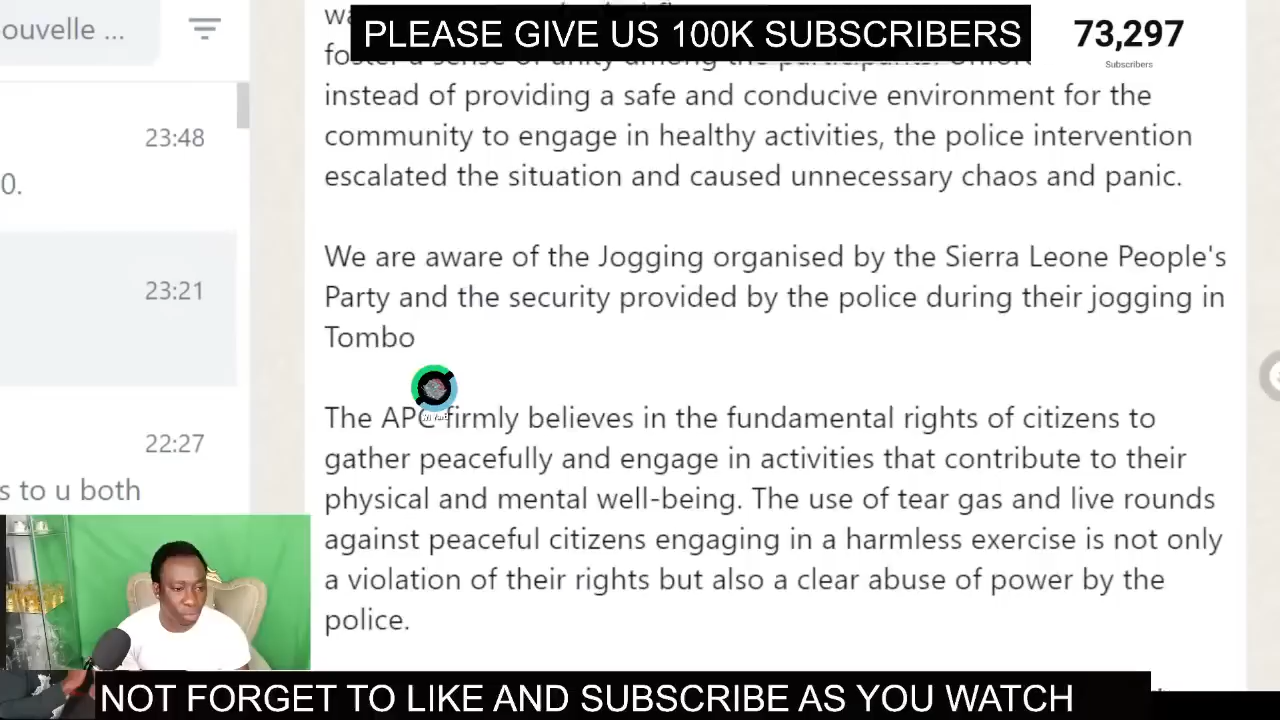 ouvelle ...
PLEASE GIVE US 100K SUBSCRIBERS
73,297
Subscribers
foster a sense of unity among the participants.
23:48
instead of providing a safe and conducive environment for the
community to engage in healthy activities, the police intervention
0.
escalated the situation and caused unnecessary chaos and panic.
23:21
We are aware of the Jogging organised by the Sierra Leone People's
Party and the security provided by the police during their jogging in
Tombo
The APC firmly believes in the fundamental rights of citizens to
22:27
gather peacefully and engage in activities that contribute to their
s to u both
physical and mental well-being. The use of tear gas and live rounds
against peaceful citizens engaging in a harmless exercise is not only
a violation of their rights but also a clear abuse of power by the
police.
NOT FORGET TO LIKE AND SUBSCRIBE AS YOU WATCH